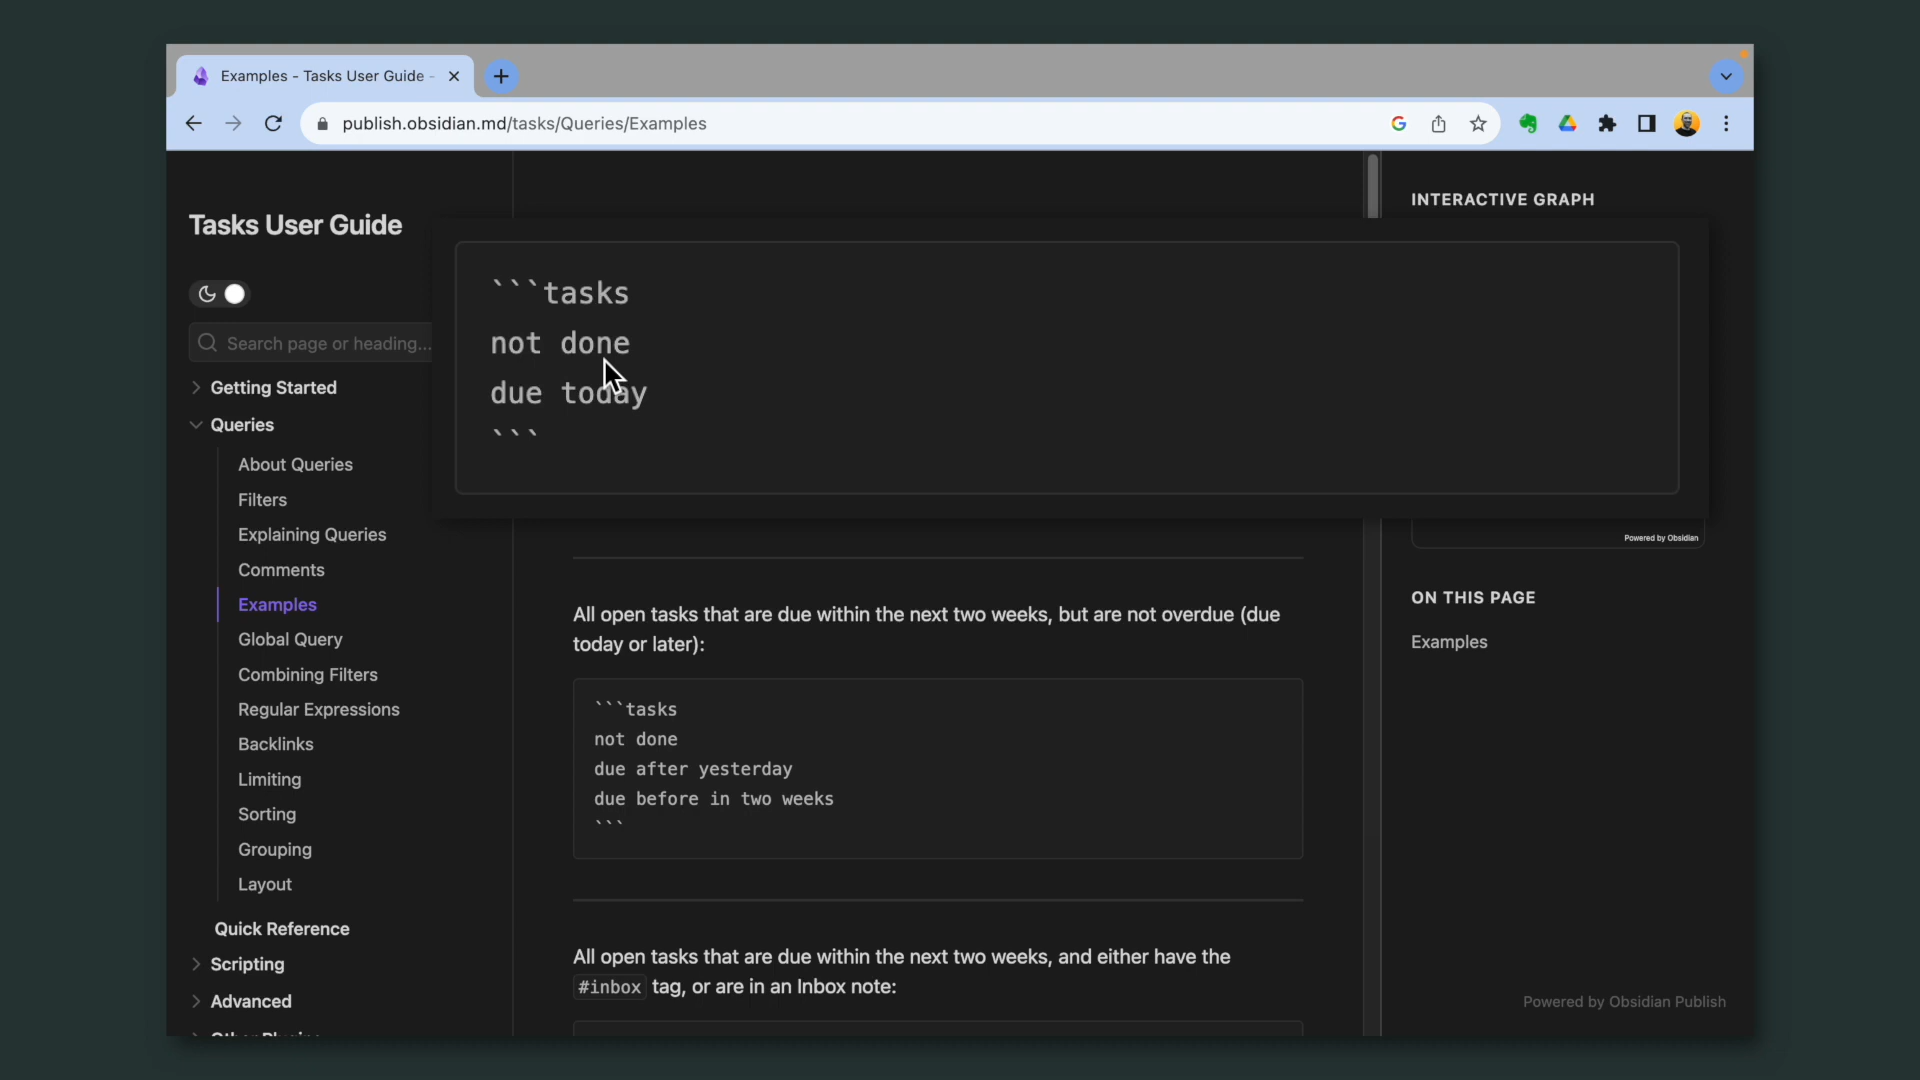 Examples - Tasks User Guide -
publish.obsidian.md/tasks/Queries/Examples
Tasks User Guide
Search page or heading...
Getting Started
Queries
About Queries
Filters
Explaining Queries
Comments
Examples
Global Query
Combining Filters
Regular Expressions
Backlinks
Limiting
Sorting
Grouping
Layout
Quick Reference
Scripting
Advanced
```tasks
not done
due today
```
All open tasks that are due within the next two weeks, but are not overdue (due
today or later):
```tasks
not done
due after yesterday
due before in two weeks
```
All open tasks that are due within the next two weeks, and either have the
#inbox tag, or are in an Inbox note:
INTERACTIVE GRAPH
Powered by Obsidian
ON THIS PAGE
Examples
Powered by Obsidian Publish